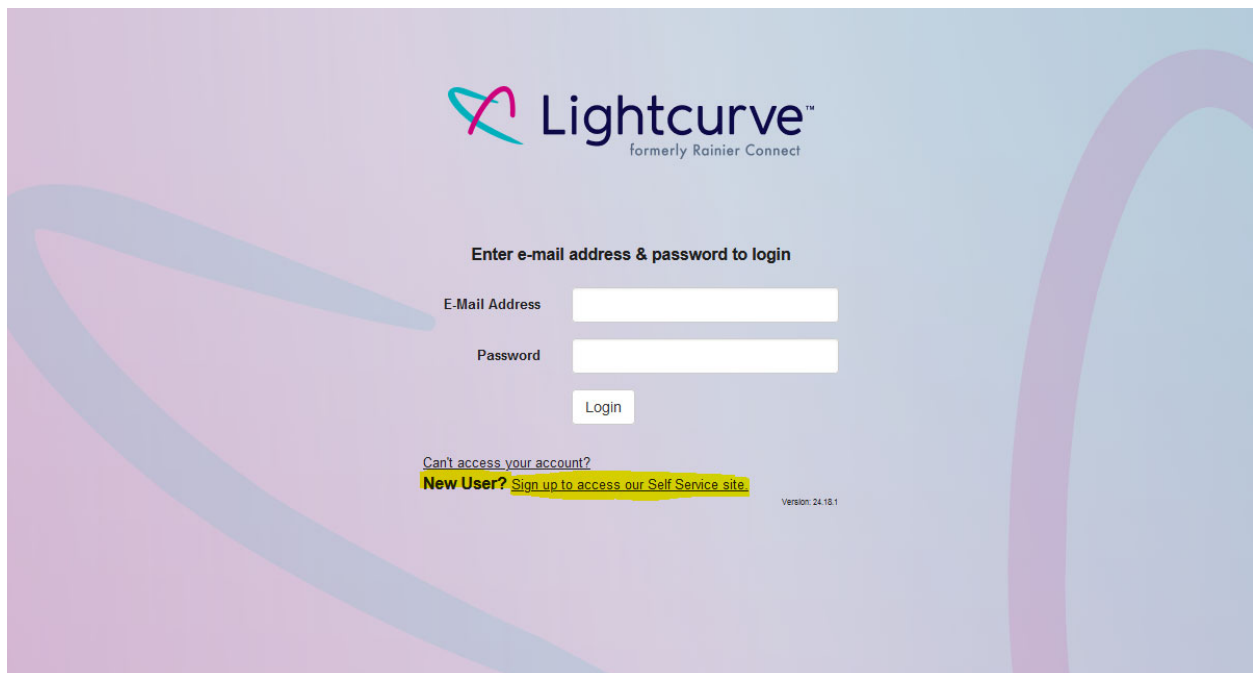 Lightcurve™
formerly Rainier Connect
Enter e-mail address & password to login
E-Mail Address
Password
Login
Can't access your account?
New User? Sign up to access our Self Service site.
Version: 24.18.1